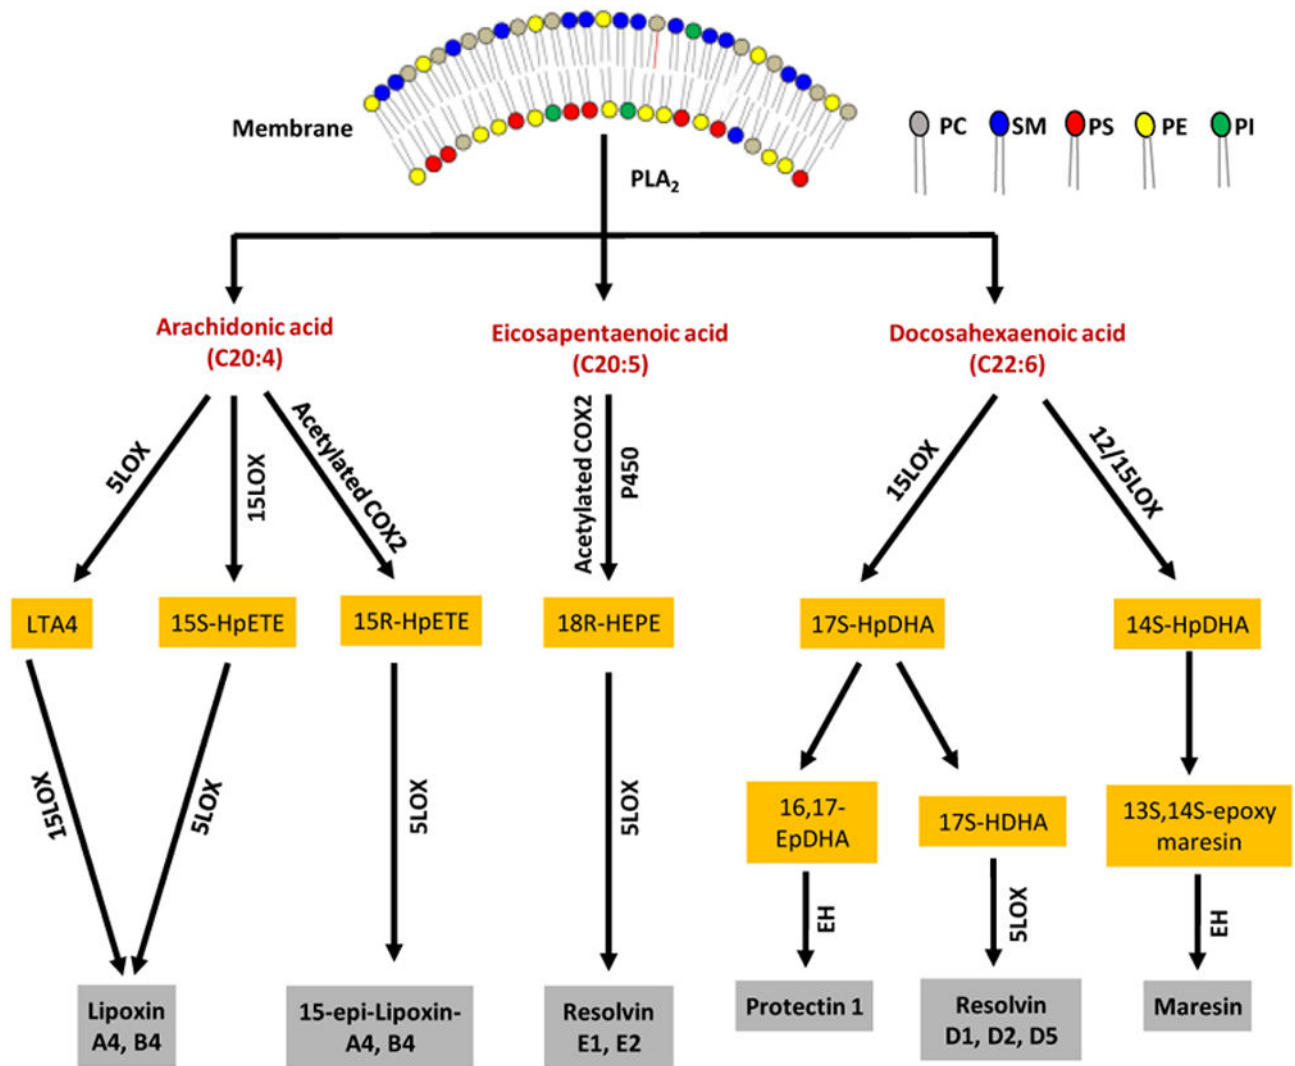 Membrane
PC
SM
PS
PE
PI
PLA₂
Arachidonic acid
(C20:4)
Eicosapentaenoic acid
(C20:5)
Docosahexaenoic acid
(C22:6)
5LOX
15LOX
Acetylated COX2
Acetylated COX2
P450
15LOX
12/15LOX
LTA4
15S-HpETE
15R-HpETE
18R-HEPE
17S-HpDHA
14S-HpDHA
15LOX
5LOX
5LOX
5LOX
16,17-
EpDHA
17S-HDHA
13S,14S-epoxy
maresin
EH
5LOX
EH
Lipoxin
A4, B4
15-epi-Lipoxin-
A4, B4
Resolvin
E1, E2
Protectin 1
Resolvin
D1, D2, D5
Maresin